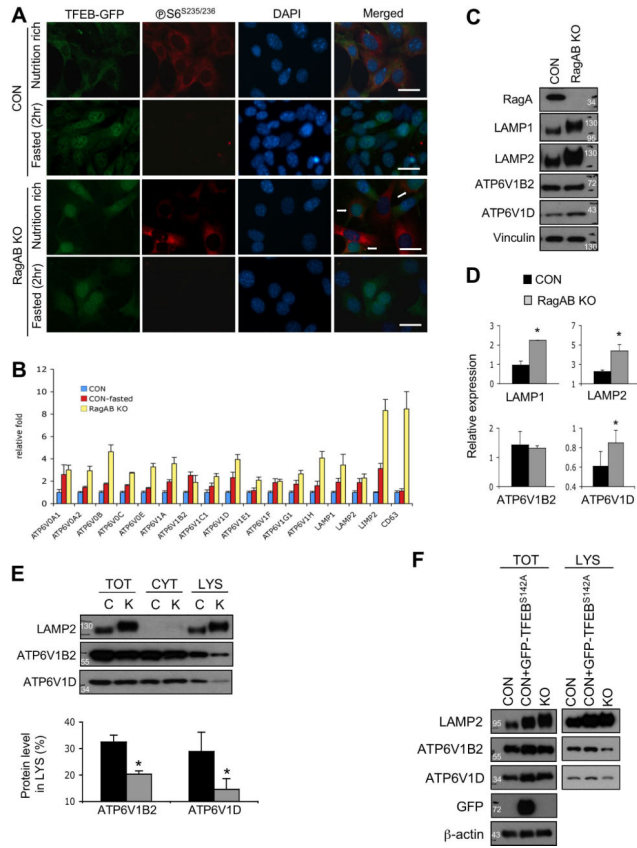 A
TFEB-GFP ⓅS6S235/236 DAPI Merged
CON
Nutrition rich
Fasted (2hr)
RagAB KO
Nutrition rich
Fasted (2hr)
B
relative fold
CON
CON-fasted
RagAB KO
12
10
8
6
4
2
0
ATP6V0A1 ATP6V0A2 ATP6V0B ATP6V0C ATP6V0E ATP6V1A ATP6V1B2 ATP6V1C1 ATP6V1D ATP6V1E1 ATP6V1F ATP6V1G1 ATP6V1H LAMP1 LAMP2 LIMP2 CD63
C
CON RagAB KO
RagA 34
LAMP1 130 95
LAMP2 130
ATP6V1B2 72
ATP6V1D 43
Vinculin 130
D
CON
RagAB KO
Relative expression
3 2 1 0 *
LAMP1
7 5 3 1 *
LAMP2
2 1 0
ATP6V1B2
1 0.8 0.6 0.4 0.2 *
ATP6V1D
E
TOT CYT LYS
C K C K C K
LAMP2 130
ATP6V1B2 55
ATP6V1D 34
Protein level in LYS (%)
40
30
20
10
* *
ATP6V1B2 ATP6V1D
F
TOT LYS
CON CON+GFP-TFEBS142A KO CON CON+GFP-TFEBS142A KO
LAMP2 95
ATP6V1B2 55
ATP6V1D 34
GFP 72
β-actin 43